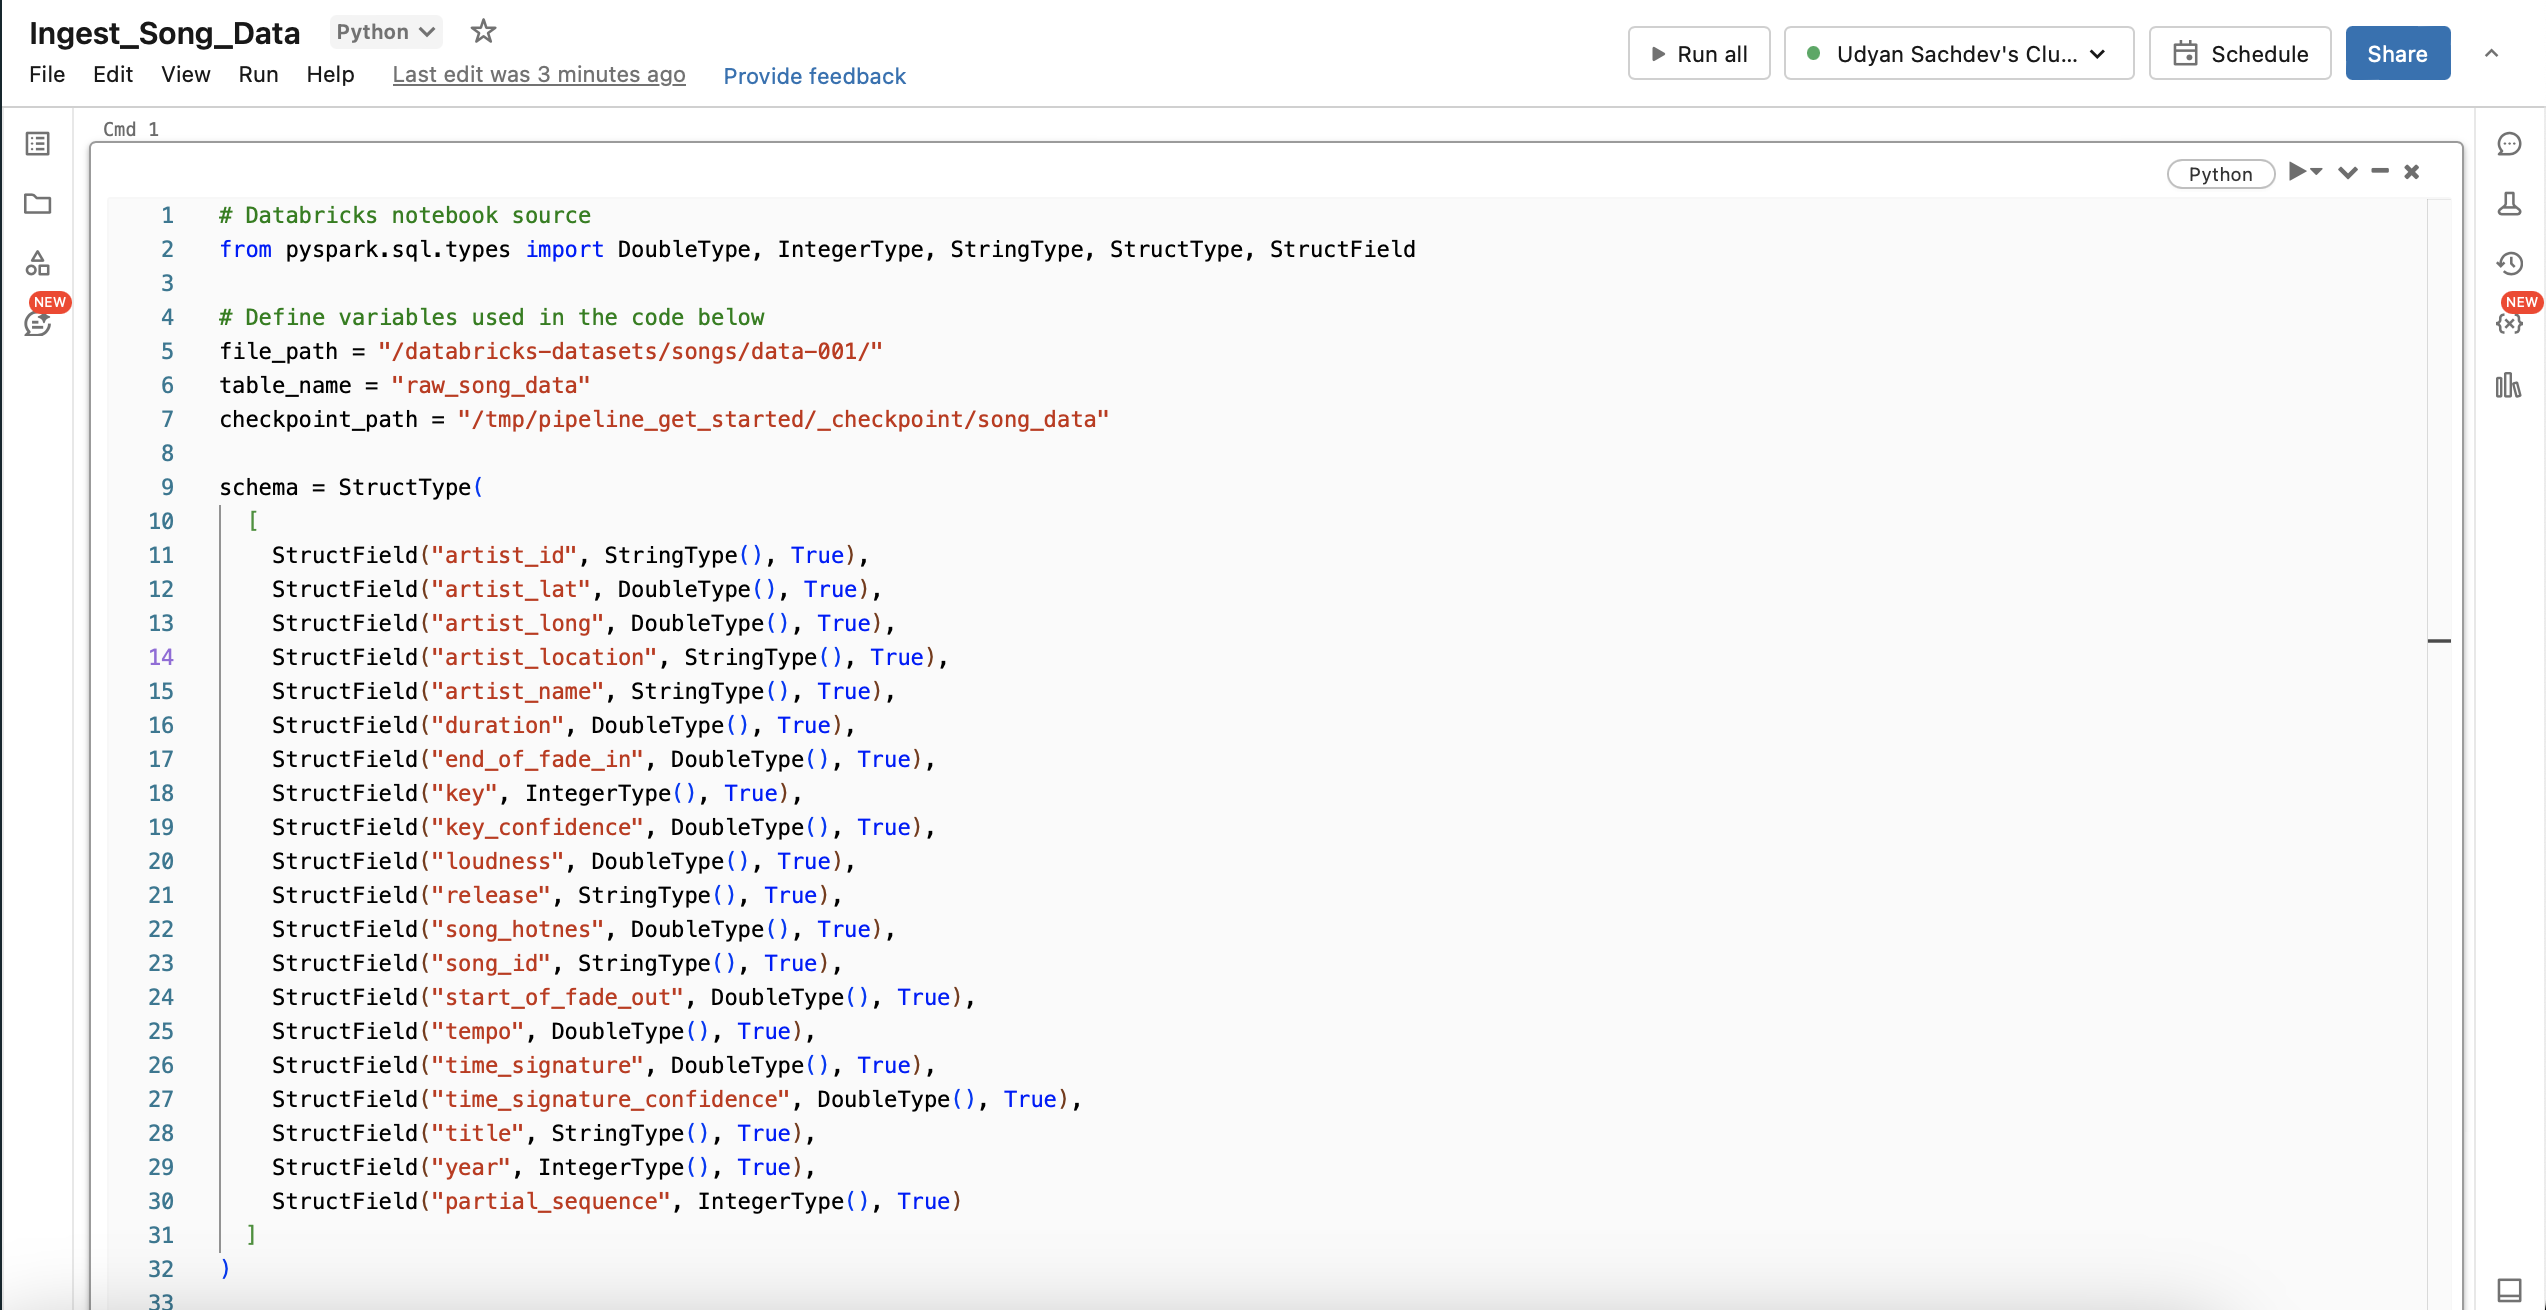 Ingest_Song_Data Python
File Edit View Run Help Last edit was 3 minutes ago Provide feedback
Run all Udyan Sachdev's Clu... Schedule Share
NEW
NEW
Cmd 1
Python
1 # Databricks notebook source
2 from pyspark.sql.types import DoubleType, IntegerType, StringType, StructType, StructField
3
4 # Define variables used in the code below
5 file_path = "/databricks-datasets/songs/data-001/"
6 table_name = "raw_song_data"
7 checkpoint_path = "/tmp/pipeline_get_started/_checkpoint/song_data"
8
9 schema = StructType(
10 [
11 StructField("artist_id", StringType(), True),
12 StructField("artist_lat", DoubleType(), True),
13 StructField("artist_long", DoubleType(), True),
14 StructField("artist_location", StringType(), True),
15 StructField("artist_name", StringType(), True),
16 StructField("duration", DoubleType(), True),
17 StructField("end_of_fade_in", DoubleType(), True),
18 StructField("key", IntegerType(), True),
19 StructField("key_confidence", DoubleType(), True),
20 StructField("loudness", DoubleType(), True),
21 StructField("release", StringType(), True),
22 StructField("song_hotnes", DoubleType(), True),
23 StructField("song_id", StringType(), True),
24 StructField("start_of_fade_out", DoubleType(), True),
25 StructField("tempo", DoubleType(), True),
26 StructField("time_signature", DoubleType(), True),
27 StructField("time_signature_confidence", DoubleType(), True),
28 StructField("title", StringType(), True),
29 StructField("year", IntegerType(), True),
30 StructField("partial_sequence", IntegerType(), True)
31 ]
32 )
33